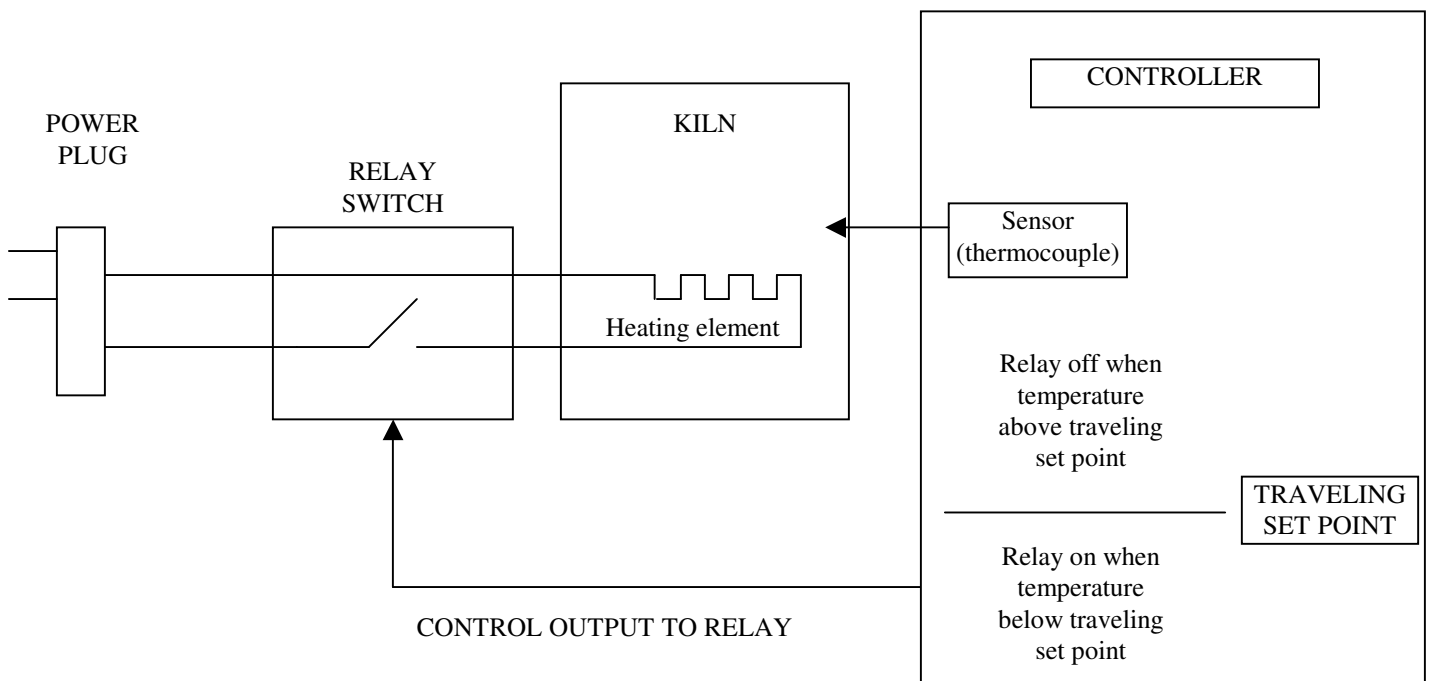 CONTROLLER
POWER
PLUG
KILN
RELAY
SWITCH
Sensor
(thermocouple)
Heating element
Relay off when
temperature
above traveling
set point
TRAVELING
SET POINT
Relay on when
temperature
below traveling
set point
CONTROL OUTPUT TO RELAY